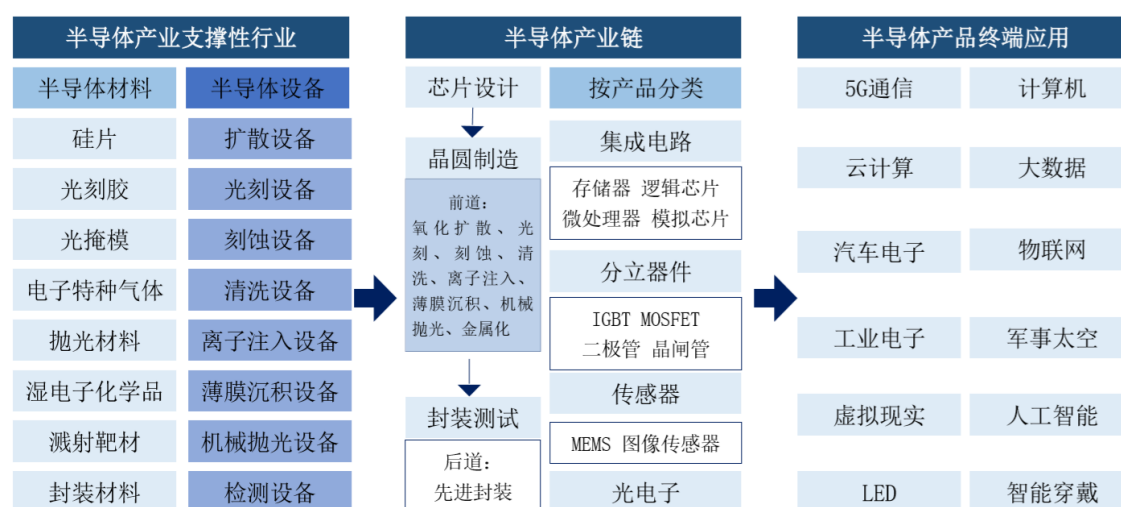 半导体产业支撑性行业
半导体材料
半导体设备
硅片
扩散设备
光刻胶
光刻设备
光掩模
刻蚀设备
电子特种气体
清洗设备
抛光材料
离子注入设备
湿电子化学品
薄膜沉积设备
溅射靶材
机械抛光设备
封装材料
检测设备
半导体产业链
芯片设计
晶圆制造
前道：
氧化扩散、光
刻、刻蚀、清
洗、离子注入、
薄膜沉积、机械
抛光、金属化
封装测试
后道：
先进封装
按产品分类
集成电路
存储器 逻辑芯片
微处理器 模拟芯片
分立器件
IGBT MOSFET
二极管 晶闸管
传感器
MEMS 图像传感器
光电子
半导体产品终端应用
5G通信
计算机
云计算
大数据
汽车电子
物联网
工业电子
军事太空
虚拟现实
人工智能
LED
智能穿戴